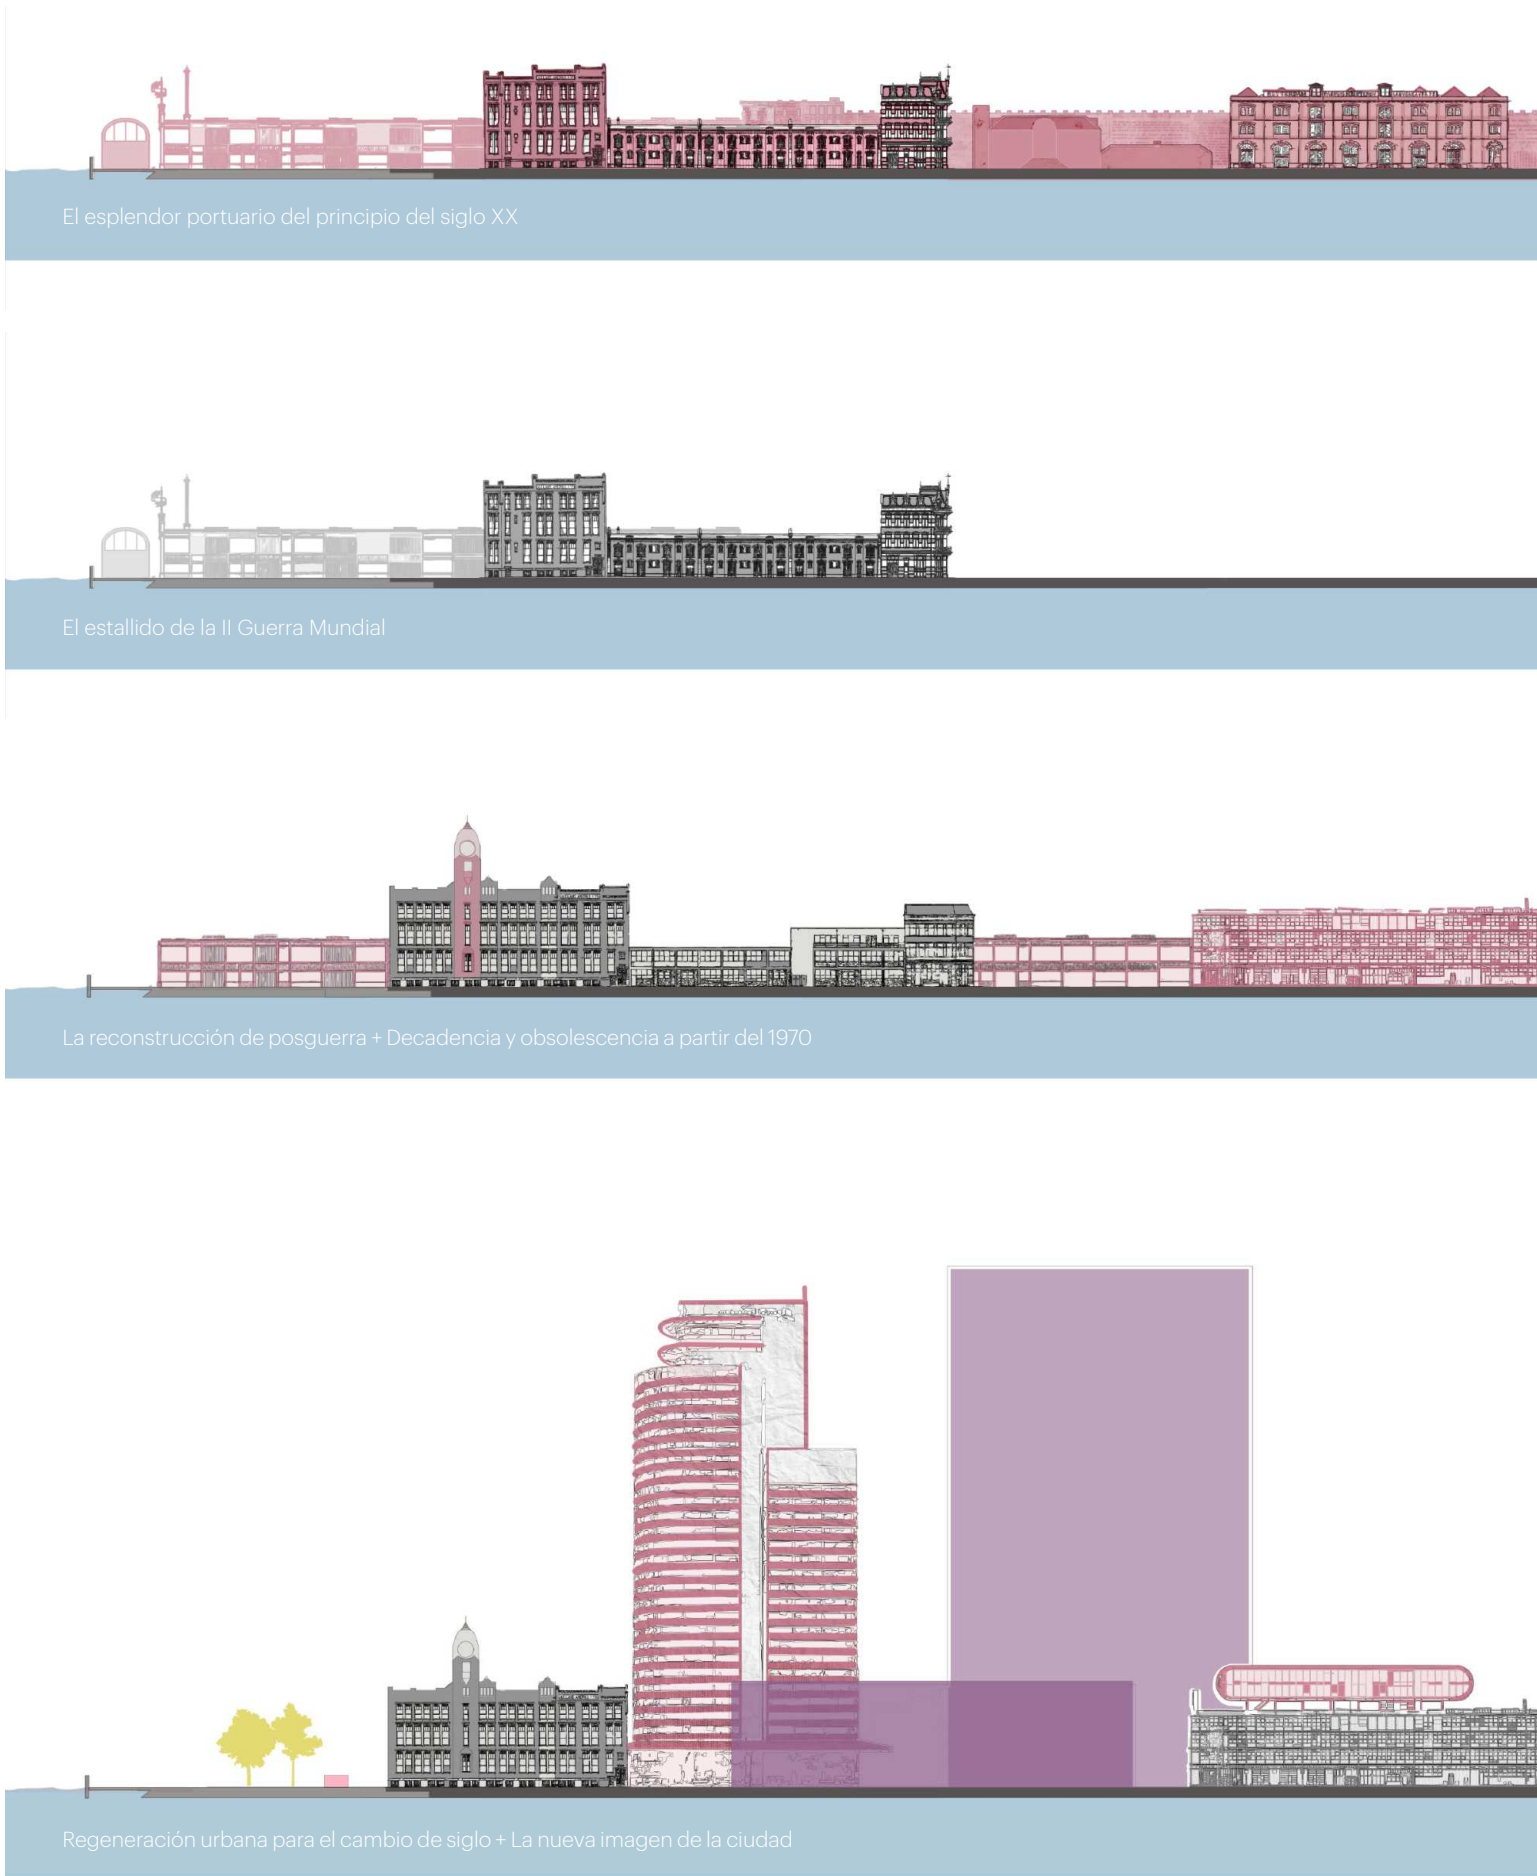 El esplendor portuario del principio del siglo XX
El estallido de la II Guerra Mundial
La reconstrucción de posguerra + Decadencia y obsolescencia a partir del 1970
Regeneración urbana para el cambio de siglo + La nueva imagen de la ciudad